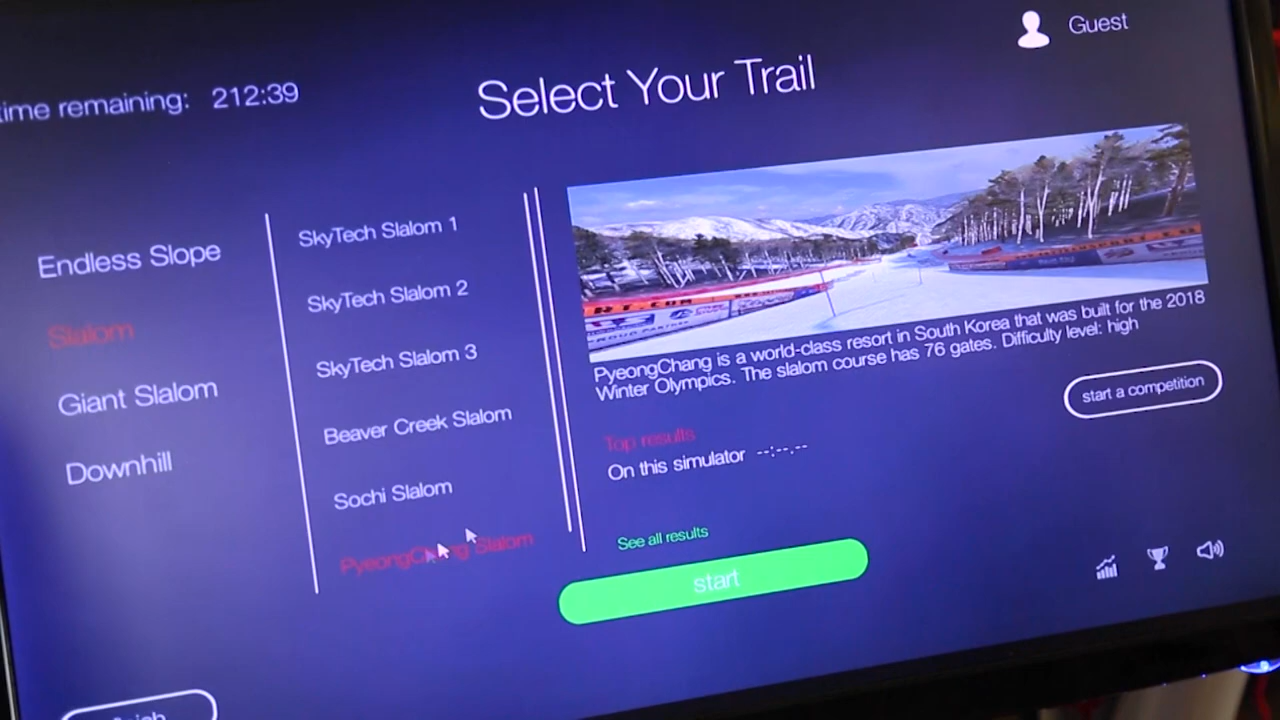 Guest
time remaining: 212:39
Select Your Trail
Endless Slope
Slalom
Giant Slalom
Downhill
SkyTech Slalom 1
SkyTech Slalom 2
SkyTech Slalom 3
Beaver Creek Slalom
Sochi Slalom
PyeongChang Slalom
PyeongChang is a world-class resort in South Korea that was built for the 2018
Winter Olympics. The slalom course has 76 gates. Difficulty level: high
start a competition
Top results
On this simulator --:--.--
See all results
start
finish